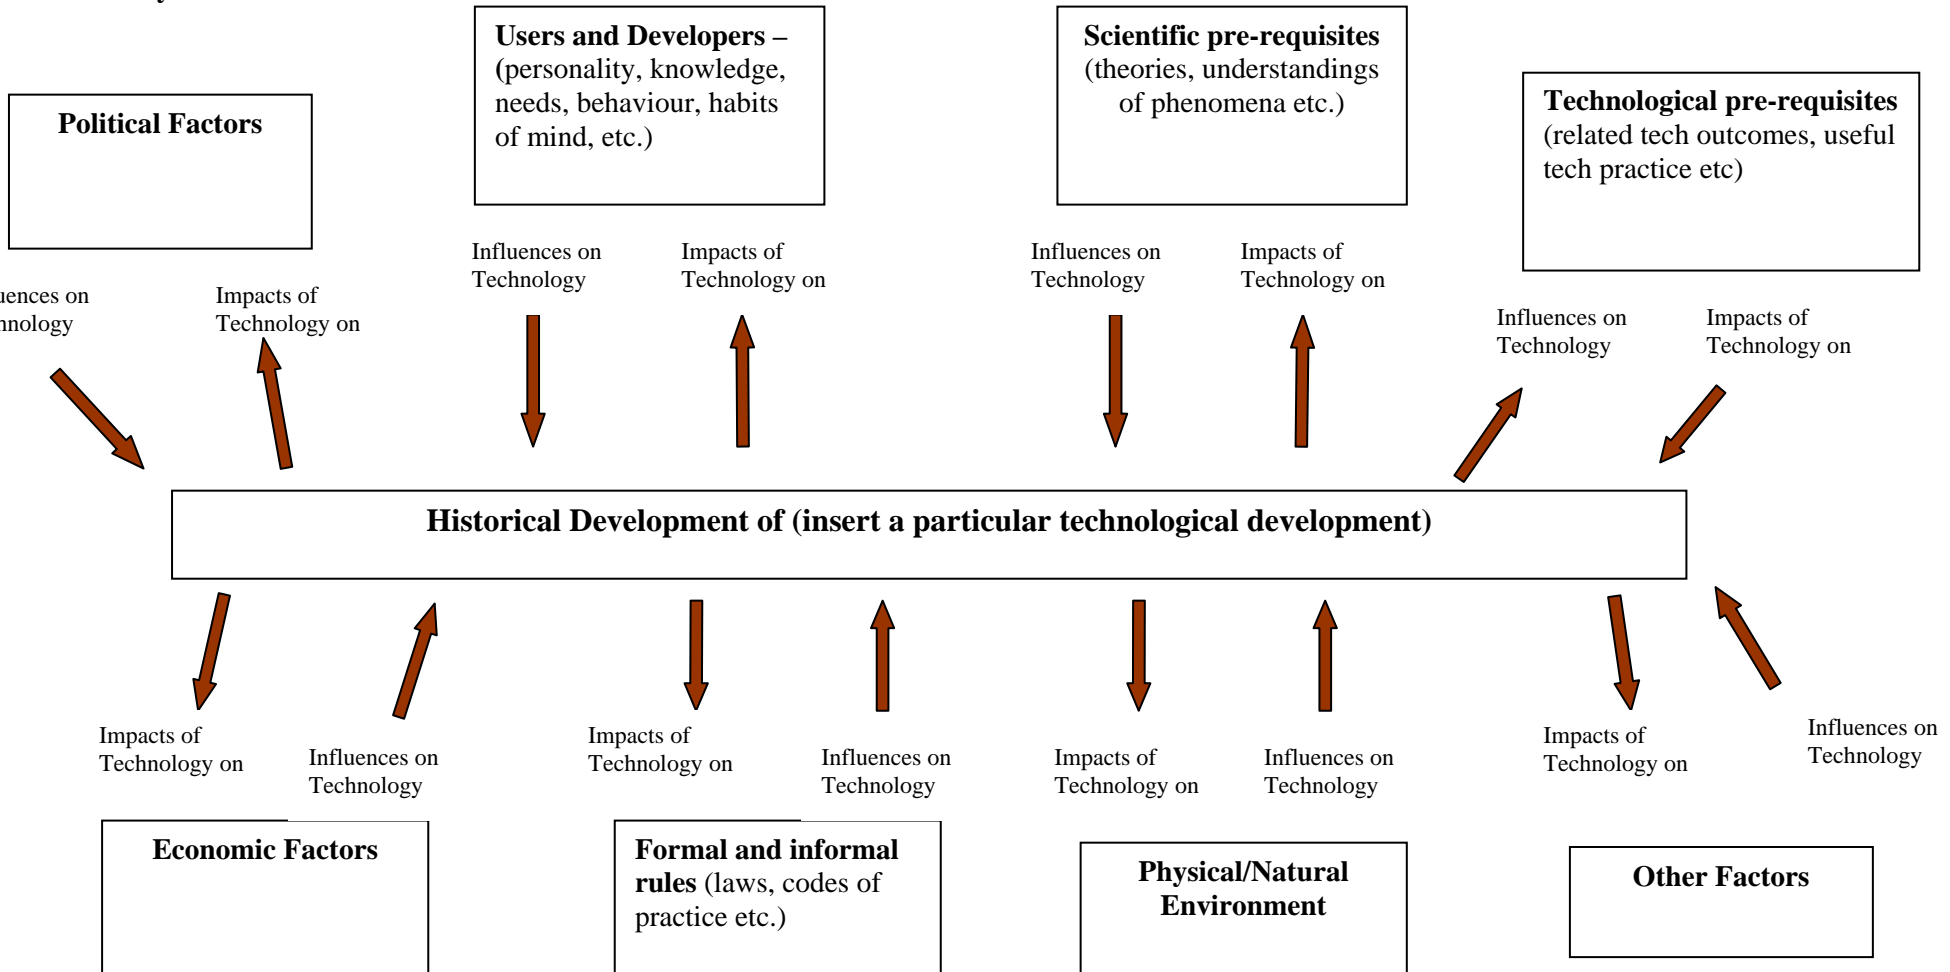 Users and Developers –
(personality, knowledge,
needs, behaviour, habits
of mind, etc.)
Scientific pre-requisites
(theories, understandings
of phenomena etc.)
Political Factors
Technological pre-requisites
(related tech outcomes, useful
tech practice etc)
Influences on
Technology
Impacts of
Technology on
Influences on
Technology
Impacts of
Technology on
uences on
hnology
Impacts of
Technology on
Influences on
Technology
Impacts of
Technology on
Historical Development of (insert a particular technological development)
Impacts of
Technology on
Influences on
Technology
Impacts of
Technology on
Influences on
Technology
Impacts of
Technology on
Influences on
Technology
Impacts of
Technology on
Influences on
Technology
Economic Factors
Formal and informal
rules (laws, codes of
practice etc.)
Physical/Natural
Environment
Other Factors